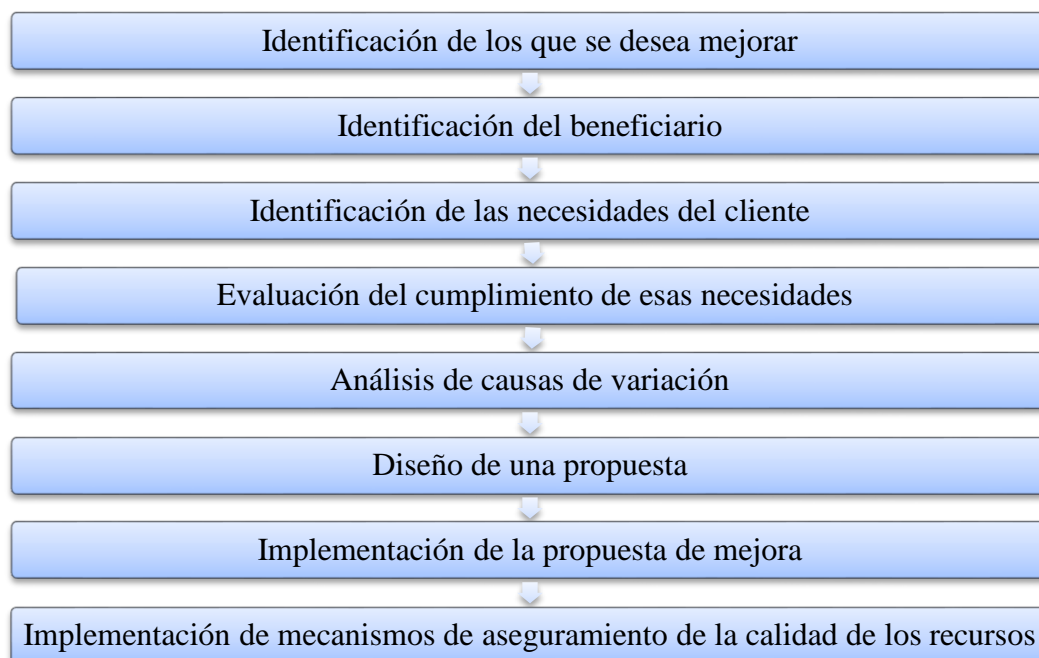 Identificación de los que se desea mejorar
Identificación del beneficiario
Identificación de las necesidades del cliente
Evaluación del cumplimiento de esas necesidades
Análisis de causas de variación
Diseño de una propuesta
Implementación de la propuesta de mejora
Implementación de mecanismos de aseguramiento de la calidad de los recursos